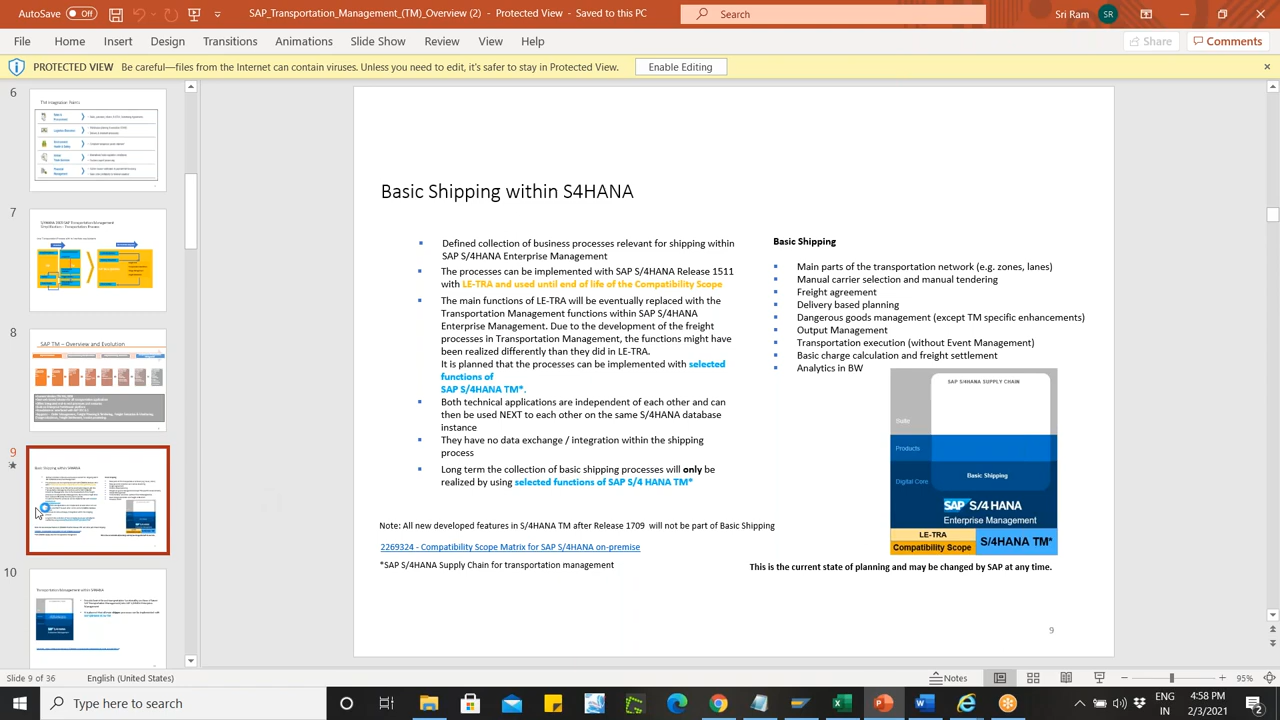 AutoSave Off SAP Transportation_Management (5) - Protected View • Saved to this PC
Search
Sri Ram SR
File Home Insert Design Transitions Animations Slide Show Review View Help
Share Comments
PROTECTED VIEW Be careful—files from the Internet can contain viruses. Unless you need to edit, it's safer to stay in Protected View. Enable Editing
6
7
8
SAP TM – Overview and Evolution
9
10
Basic Shipping within S4HANA
Defined collection of business processes relevant for shipping within
SAP S/4HANA Enterprise Management
The processes can be implemented with SAP S/4HANA Release 1511
with LE-TRA and used until end of life of the Compatibility Scope
The main functions of LE-TRA will be eventually replaced with the
Transportation Management functions within SAP S/4HANA
Enterprise Management. Due to the development of the freight
processes in Transportation Management, the functions might have
been realized differently than they did in LE-TRA.
It is planned that the processes can be implemented with selected
functions of
SAP S/4HANA TM*.
Both technical applications are independent of each other and can
then be used NEXT to each other on the same S/4HANA database
instance
They have no data exchange / integration within the shipping
process
Long term the collection of basic shipping processes will only be
realized by using selected functions of SAP S/4 HANA TM*
Basic Shipping
Main parts of the transportation network (e.g. zones, lanes)
Manual carrier selection and manual tendering
Freight agreement
Delivery based planning
Dangerous goods management (except TM specific enhancements)
Output Management
Transportation execution (without Event Management)
Basic charge calculation and freight settlement
Analytics in BW
SAP S/4HANA SUPPLY CHAIN
Products
Basic Shipping
Digital Core
SAP S/4 HANA
Enterprise Management
LE-TRA
Compatibility Scope
S/4HANA TM*
Note: All new developed features in S/4HANA TM after Release 1709 will not be part of Basic Shipping
2269324 - Compatibility Scope Matrix for SAP S/4HANA on-premise
*SAP S/4HANA Supply Chain for transportation management
This is the current state of planning and may be changed by SAP at any time.
9
Slide 9 of 36 English (United States) Notes 95%
Type here to search
ENG
IN
4:58 PM
2/3/2021
2